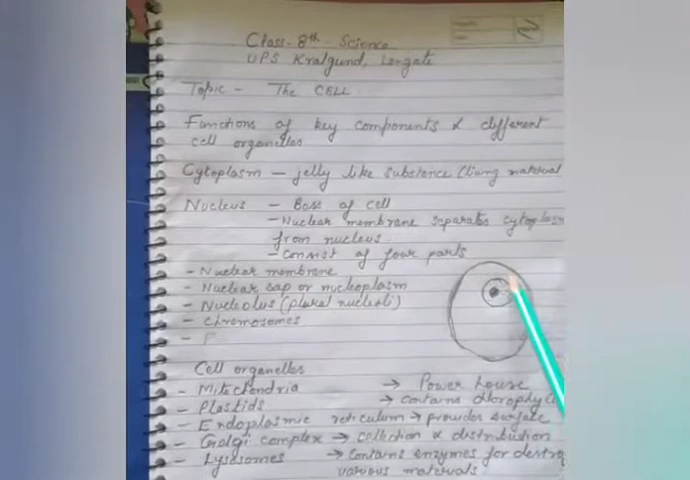 Class-8th - Science
UPS Kralgund, Langate
Topic - The CELL
Functions of key components & different
cell organelles
Cytoplasm - jelly like substance (living material
Nucleus - Boss of cell
- Nuclear membrane separates cytoplasm
from nucleus.
- Consist of four parts
- Nuclear membrane
- Nuclear sap or nucleoplasm
- Nucleolus (plural nucleoli)
- Chromosomes
-
Cell organelles
- Mitochondria → Power house
- Plastids → contains chlorophyll
- Endoplasmic reticulum → provides surface
- Golgi complex → collection & distribution
- Lysosomes → contains enzymes for destro
various materials